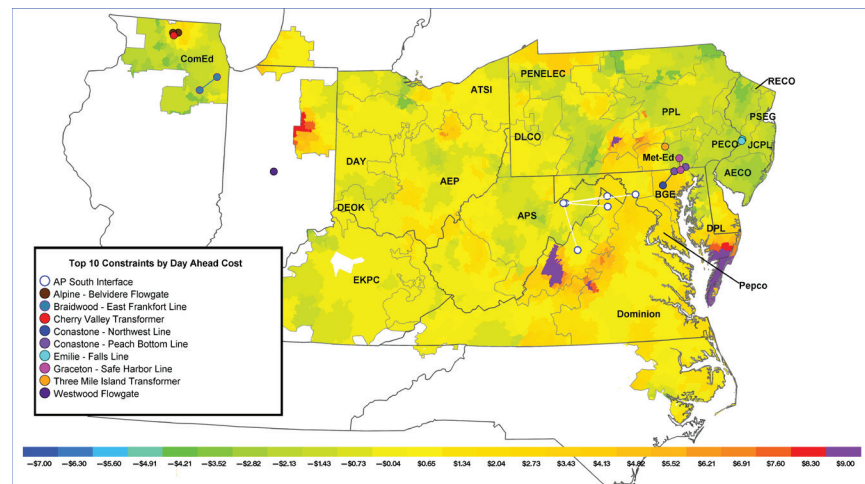 ComEd
PENELEC
RECO
ATSI
PPL
PSEG
DLCO
PECO
JCPL
DAY
Met-Ed
AECO
AEP
DEOK
BGE
APS
DPL
EKPC
Pepco
Dominion
Top 10 Constraints by Day Ahead Cost
AP South Interface
Alpine - Belvidere Flowgate
Braidwood - East Frankfort Line
Cherry Valley Transformer
Conastone - Northwest Line
Conastone - Peach Bottom Line
Emilie - Falls Line
Graceton - Safe Harbor Line
Three Mile Island Transformer
Westwood Flowgate
−$7.00 −$6.30 −$5.60 −$4.91 −$4.21 −$3.52 −$2.82 −$2.13 −$1.43 −$0.73 −$0.04 $0.65 $1.34 $2.04 $2.73 $3.43 $4.13 $4.82 $5.52 $6.21 $6.91 $7.60 $8.30 $9.00